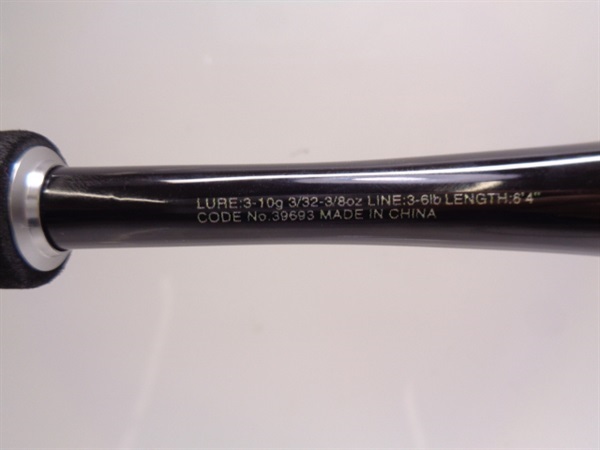 LURE:3-10g 3/32-3/8oz LINE:3-6lb LENGTH:6'4"
CODE No.39693 MADE IN CHINA